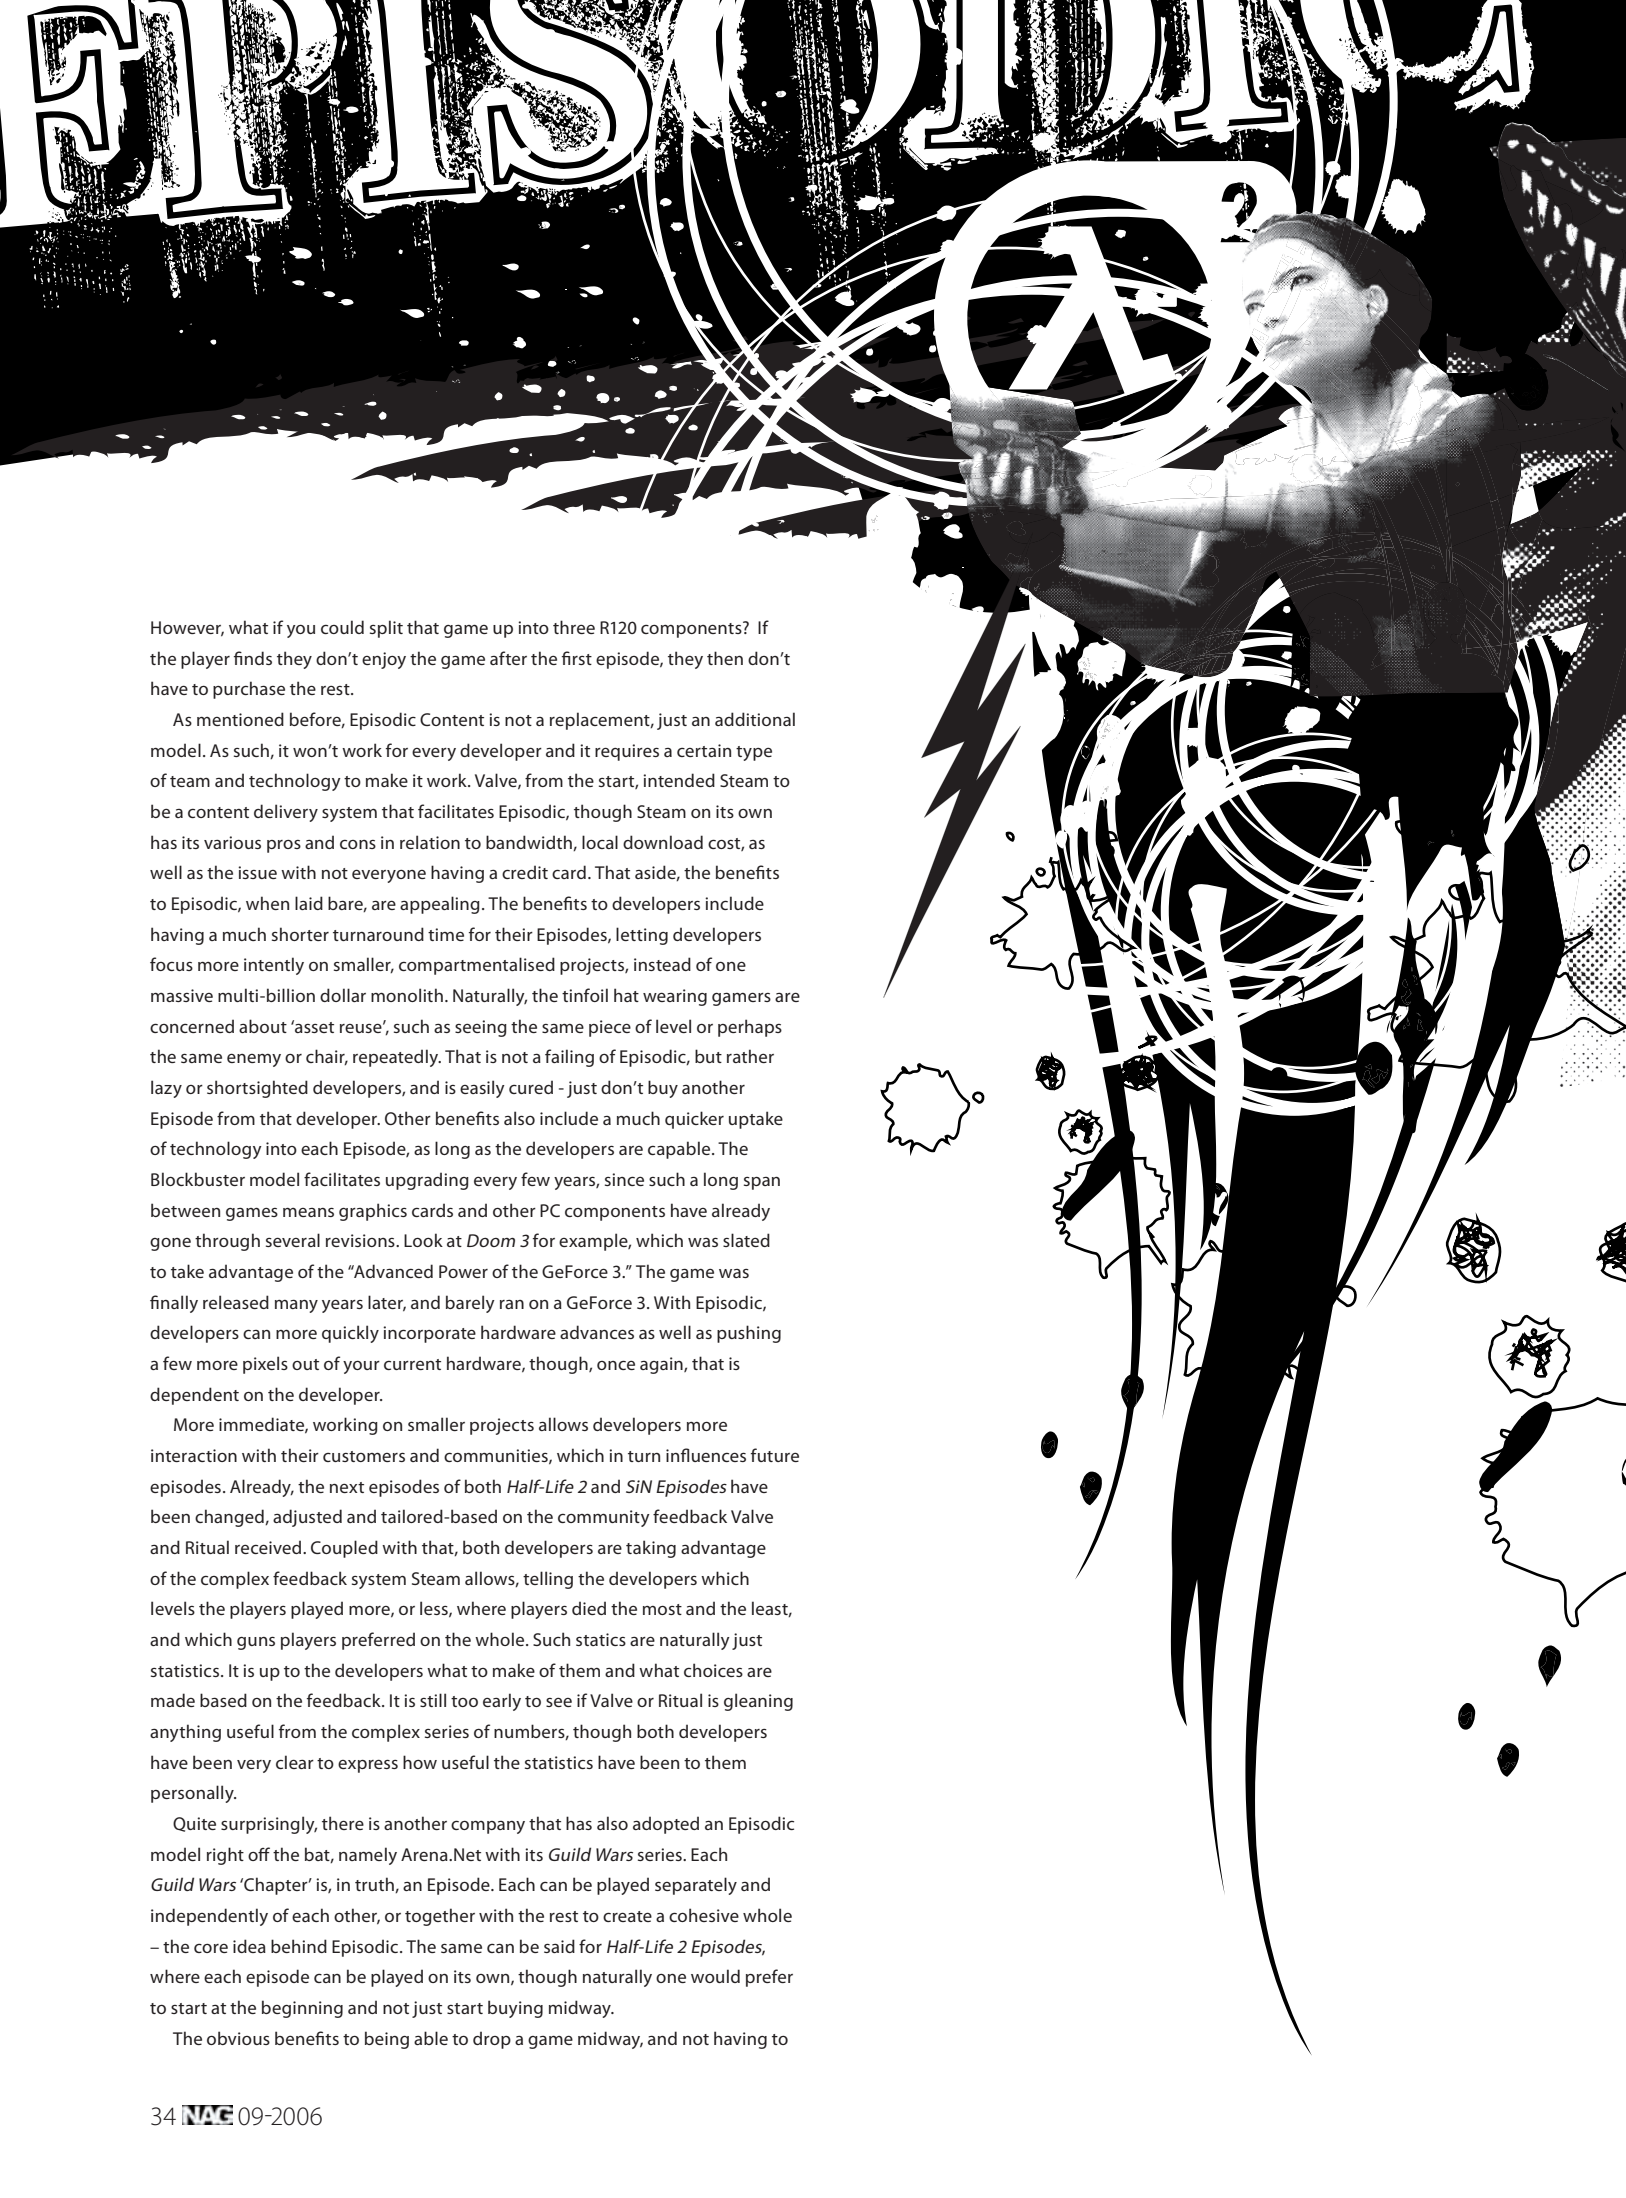 EPISODIC
λ
2
However, what if you could split that game up into three R120 components?  If
the player finds they don’t enjoy the game after the first episode, they then don’t
have to purchase the rest.
As mentioned before, Episodic Content is not a replacement, just an additional
model. As such, it won’t work for every developer and it requires a certain type
of team and technology to make it work. Valve, from the start, intended Steam to
be a content delivery system that facilitates Episodic, though Steam on its own
has its various pros and cons in relation to bandwidth, local download cost, as
well as the issue with not everyone having a credit card. That aside, the benefits
to Episodic, when laid bare, are appealing. The benefits to developers include
having a much shorter turnaround time for their Episodes, letting developers
focus more intently on smaller, compartmentalised projects, instead of one
massive multi-billion dollar monolith. Naturally, the tinfoil hat wearing gamers are
concerned about ‘asset reuse’, such as seeing the same piece of level or perhaps
the same enemy or chair, repeatedly. That is not a failing of Episodic, but rather
lazy or shortsighted developers, and is easily cured - just don’t buy another
Episode from that developer. Other benefits also include a much quicker uptake
of technology into each Episode, as long as the developers are capable. The
Blockbuster model facilitates upgrading every few years, since such a long span
between games means graphics cards and other PC components have already
gone through several revisions. Look at Doom 3 for example, which was slated
to take advantage of the “Advanced Power of the GeForce 3.” The game was
finally released many years later, and barely ran on a GeForce 3. With Episodic,
developers can more quickly incorporate hardware advances as well as pushing
a few more pixels out of your current hardware, though, once again, that is
dependent on the developer.
More immediate, working on smaller projects allows developers more
interaction with their customers and communities, which in turn influences future
episodes. Already, the next episodes of both Half-Life 2 and SiN Episodes have
been changed, adjusted and tailored-based on the community feedback Valve
and Ritual received. Coupled with that, both developers are taking advantage
of the complex feedback system Steam allows, telling the developers which
levels the players played more, or less, where players died the most and the least,
and which guns players preferred on the whole. Such statics are naturally just
statistics. It is up to the developers what to make of them and what choices are
made based on the feedback. It is still too early to see if Valve or Ritual is gleaning
anything useful from the complex series of numbers, though both developers
have been very clear to express how useful the statistics have been to them
personally.
Quite surprisingly, there is another company that has also adopted an Episodic
model right off the bat, namely Arena.Net with its Guild Wars series. Each
Guild Wars ‘Chapter’ is, in truth, an Episode. Each can be played separately and
independently of each other, or together with the rest to create a cohesive whole
– the core idea behind Episodic. The same can be said for Half-Life 2 Episodes,
where each episode can be played on its own, though naturally one would prefer
to start at the beginning and not just start buying midway.
The obvious benefits to being able to drop a game midway, and not having to
34 NAG 09-2006